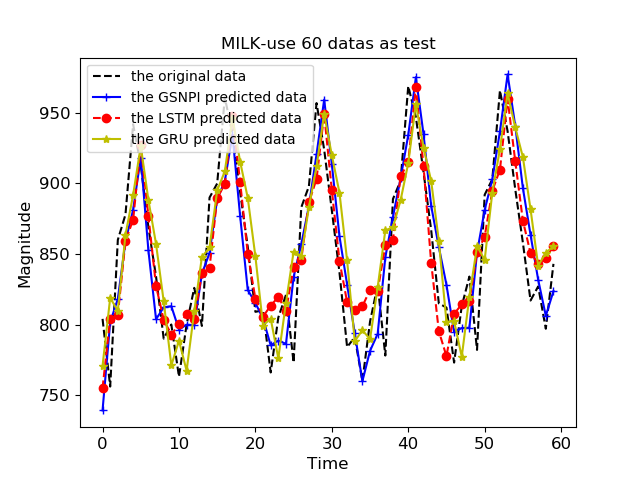 MILK-use 60 datas as test
the original data
the GSNPI predicted data
the LSTM predicted data
the GRU predicted data
Magnitude
950
900
850
800
750
0 10 20 30 40 50 60
Time